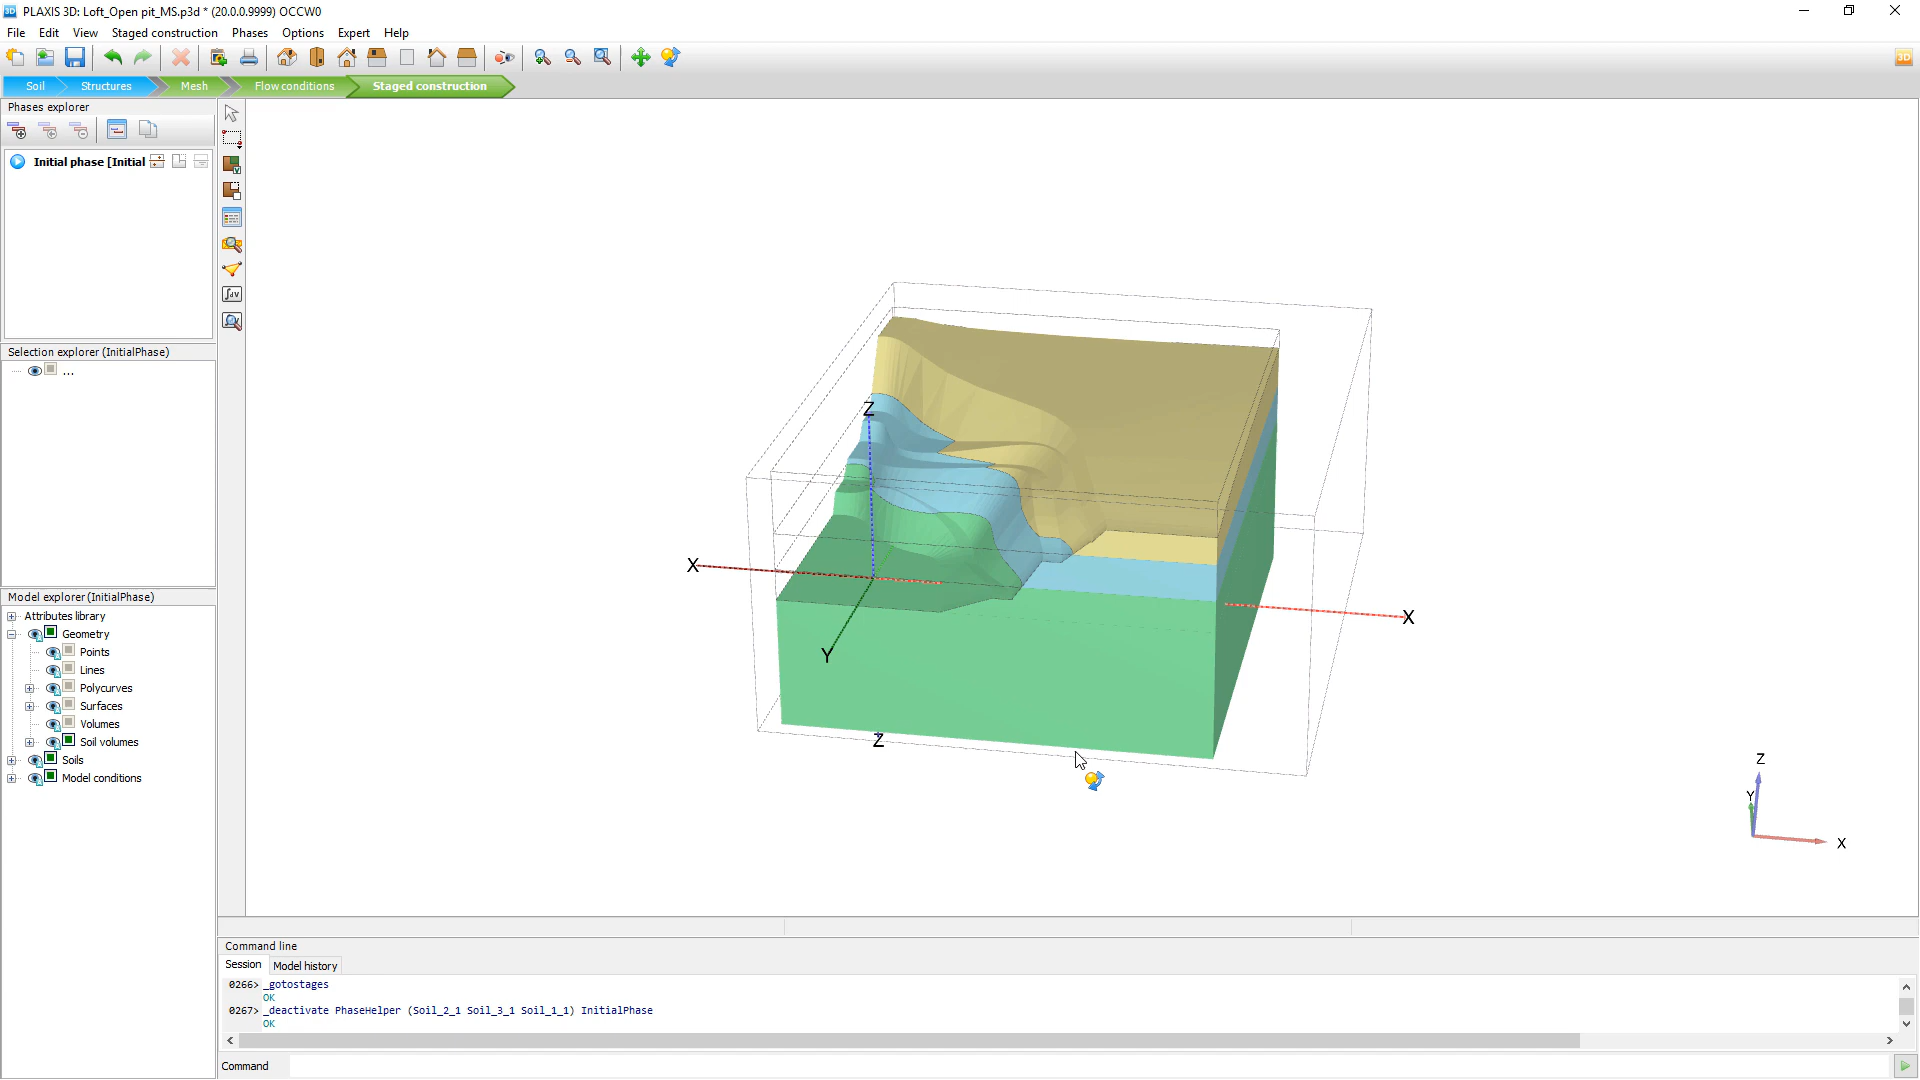 PLAXIS 3D: Loft_Open pit_MS.p3d * (20.0.0.9999) OCCW0
File Edit View Staged construction Phases Options Expert Help
3D
Soil Structures Mesh Flow conditions Staged construction
Phases explorer
Initial phase [Initial
Selection explorer (InitialPhase)
...
Model explorer (InitialPhase)
Attributes library
Geometry
Points
Lines
Polycurves
Surfaces
Volumes
Soil volumes
Soils
Model conditions
Z
X
X
Y
Z
Z
Y
X
Command line
Session Model history
0266> _gotostages
OK
0267> _deactivate PhaseHelper (Soil_2_1 Soil_3_1 Soil_1_1) InitialPhase
OK
Command